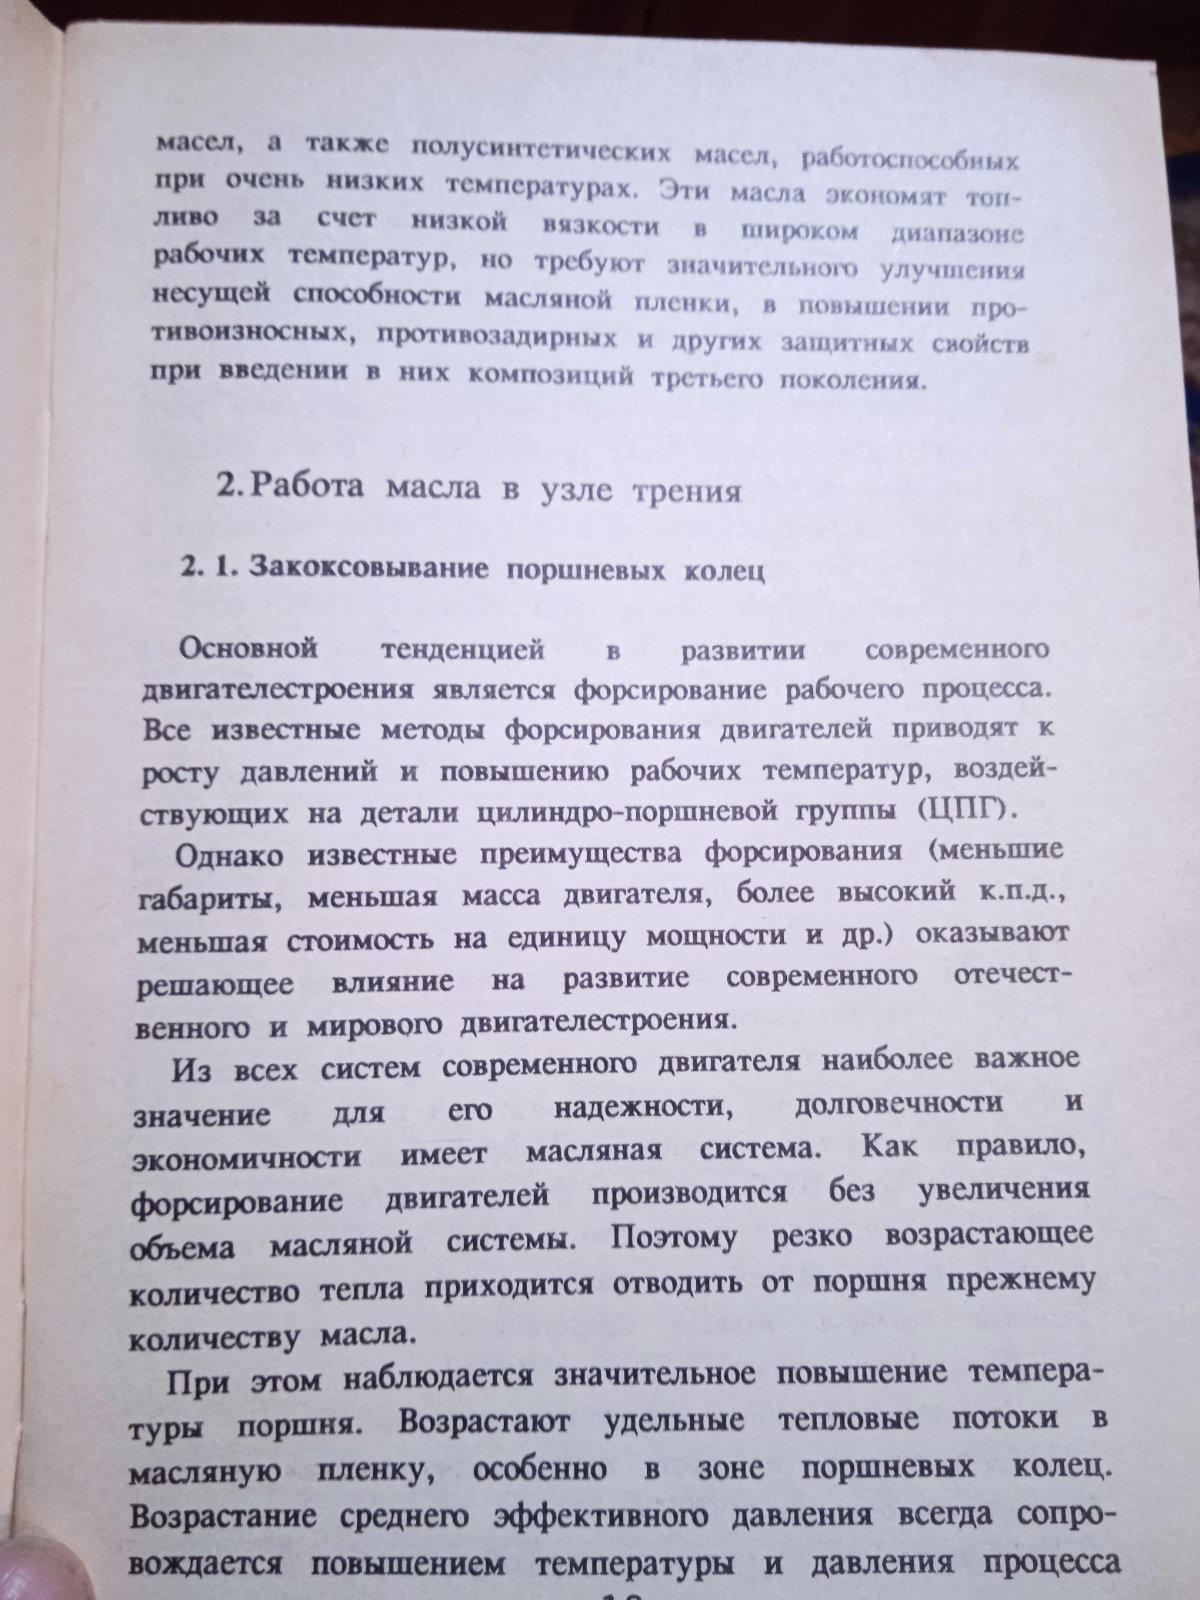 масел, а также полусинтетических масел, работоспособных
при очень низких температурах. Эти масла экономят топ-
ливо за счет низкой вязкости в широком диапазоне
рабочих температур, но требуют значительного улучшения
несущей способности масляной пленки, в повышении про-
тивоизносных, противозадирных и других защитных свойств
при введении в них композиций третьего поколения.
2. Работа масла в узле трения
2. 1. Закоксовывание поршневых колец
Основной тенденцией в развитии современного
двигателестроения является форсирование рабочего процесса.
Все известные методы форсирования двигателей приводят к
росту давлений и повышению рабочих температур, воздей-
ствующих на детали цилиндро-поршневой группы (ЦПГ).
Однако известные преимущества форсирования (меньшие
габариты, меньшая масса двигателя, более высокий к.п.д.,
меньшая стоимость на единицу мощности и др.) оказывают
решающее влияние на развитие современного отечест-
венного и мирового двигателестроения.
Из всех систем современного двигателя наиболее важное
значение для его надежности, долговечности и
экономичности имеет масляная система. Как правило,
форсирование двигателей производится без увеличения
объема масляной системы. Поэтому резко возрастающее
количество тепла приходится отводить от поршня прежнему
количеству масла.
При этом наблюдается значительное повышение темпера-
туры поршня. Возрастают удельные тепловые потоки в
масляную пленку, особенно в зоне поршневых колец.
Возрастание среднего эффективного давления всегда сопро-
вождается повышением температуры и давления процесса